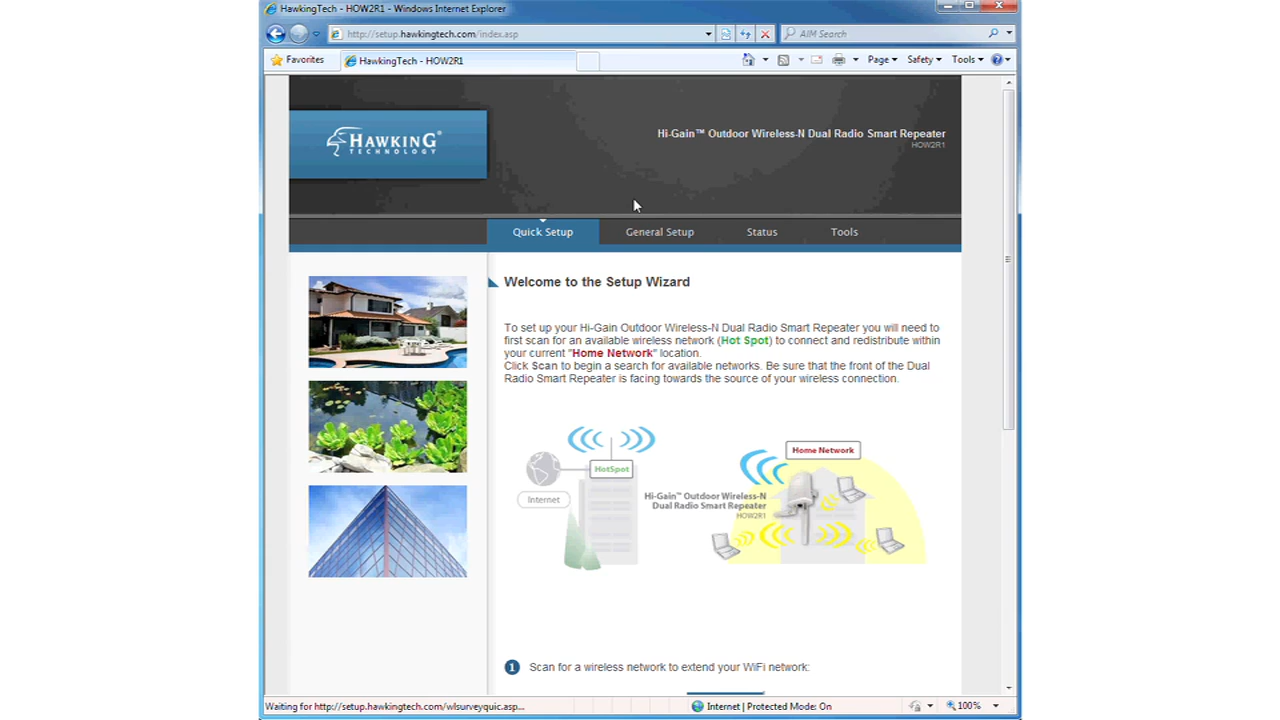 HawkingTech - HOW2R1 - Windows Internet Explorer
http://setup.hawkingtech.com/index.asp
AIM Search
Favorites
HawkingTech - HOW2R1
Page
Safety
Tools
HAWKING®
TECHNOLOGY
Hi-Gain™ Outdoor Wireless-N Dual Radio Smart Repeater
HOW2R1
Quick Setup
General Setup
Status
Tools
Welcome to the Setup Wizard
To set up your Hi-Gain Outdoor Wireless-N Dual Radio Smart Repeater you will need to
first scan for an available wireless network (Hot Spot) to connect and redistribute within
your current "Home Network" location.
Click Scan to begin a search for available networks. Be sure that the front of the Dual
Radio Smart Repeater is facing towards the source of your wireless connection.
HotSpot
Internet
Home Network
Hi-Gain™ Outdoor Wireless-N
Dual Radio Smart Repeater
HOW2R1
1 Scan for a wireless network to extend your WiFi network:
Waiting for http://setup.hawkingtech.com/wlsurveyquic.asp...
Internet | Protected Mode: On
100%